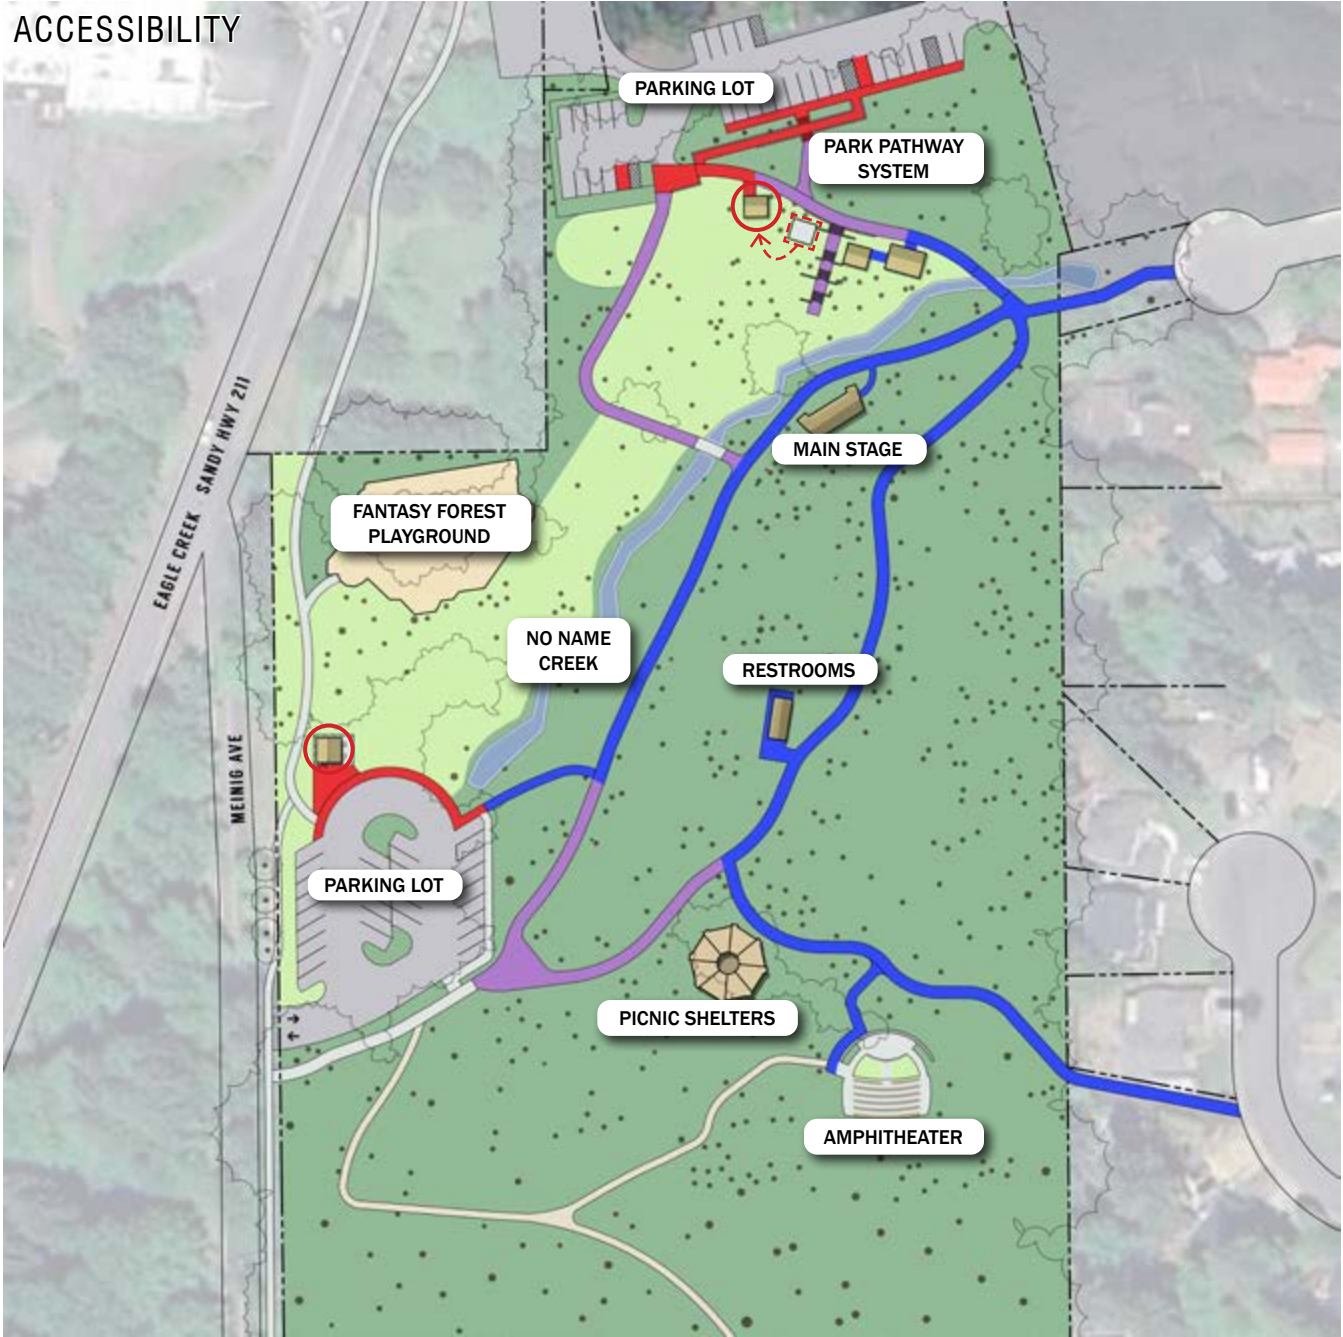 ACCESSIBILITY
PARKING LOT
PARK PATHWAY
SYSTEM
EAGLE CREEK SANDY HWY 211
MAIN STAGE
FANTASY FOREST
PLAYGROUND
NO NAME
CREEK
RESTROOMS
MEINIG AVE
PARKING LOT
PICNIC SHELTERS
AMPHITHEATER